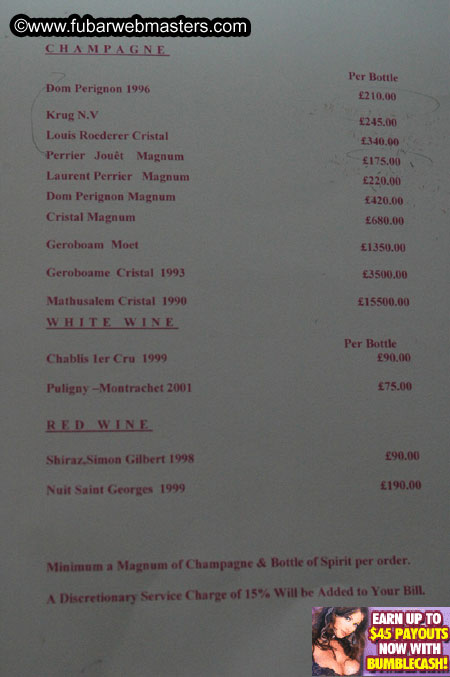 ©www.fubarwebmasters.com
CHAMPAGNE
Per Bottle
Dom Perignon 1996 £210.00
Krug N.V £245.00
Louis Roederer Cristal £340.00
Perrier Jouêt Magnum £175.00
Laurent Perrier Magnum £220.00
Dom Perignon Magnum £420.00
Cristal Magnum £680.00
Geroboam Moet £1350.00
Geroboame Cristal 1993 £3500.00
Mathusalem Cristal 1990 £15500.00
WHITE WINE
Per Bottle
Chablis 1er Cru 1999 £90.00
Puligny –Montrachet 2001 £75.00
RED WINE
Shiraz,Simon Gilbert 1998 £90.00
Nuit Saint Georges 1999 £190.00
Minimum a Magnum of Champagne & Bottle of Spirit per order.
A Discretionary Service Charge of 15% Will be Added to Your Bill.
EARN UP TO
$45 PAYOUTS
NOW WITH
BUMBLECASH!